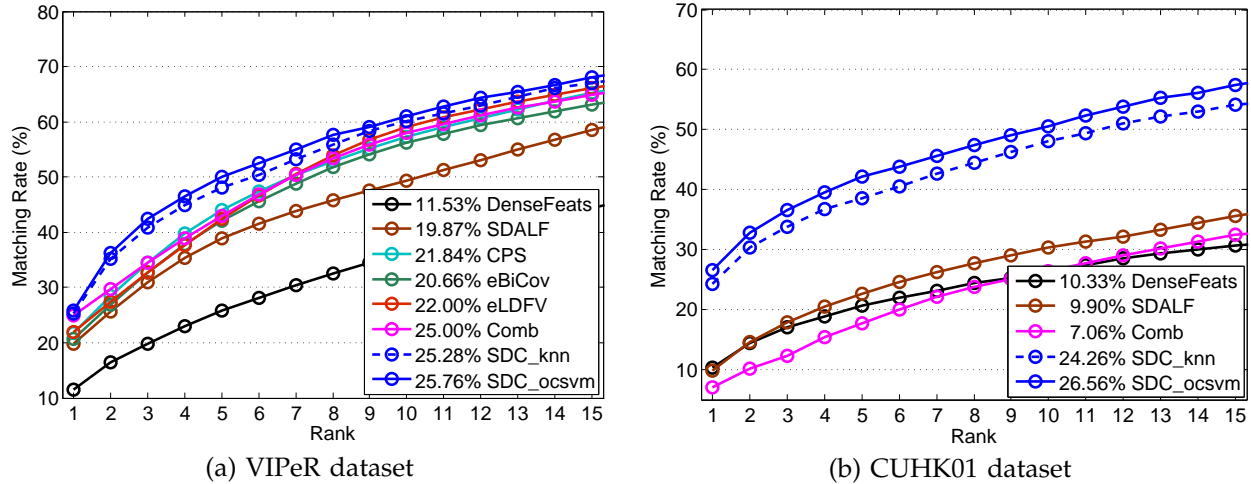 80
70
60
50
40
30
20
10
Matching Rate (%)
1 2 3 4 5 6 7 8 9 10 11 12 13 14 15
Rank
11.53% DenseFeats
19.87% SDALF
21.84% CPS
20.66% eBiCov
22.00% eLDFV
25.00% Comb
25.28% SDC_knn
25.76% SDC_ocsvm
(a) VIPeR dataset
70
60
50
40
30
20
10
Matching Rate (%)
1 2 3 4 5 6 7 8 9 10 11 12 13 14 15
Rank
10.33% DenseFeats
9.90% SDALF
7.06% Comb
24.26% SDC_knn
26.56% SDC_ocsvm
(b) CUHK01 dataset